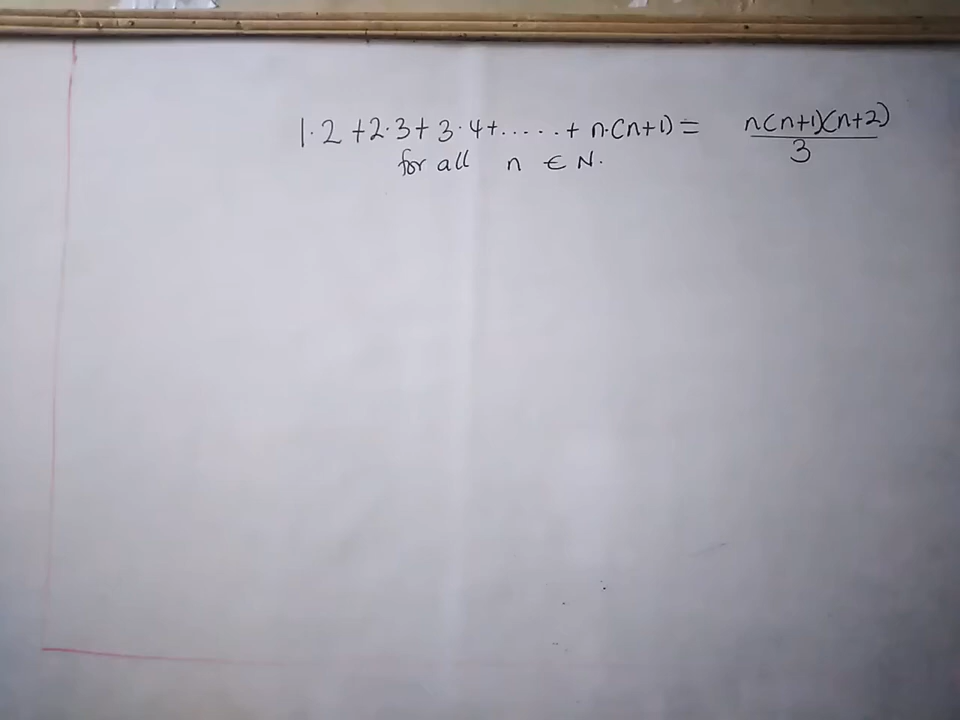 1·2 + 2·3 + 3·4 + ..... + n·(n+1) = n(n+1)(n+2)/3
for all n ∈ N.